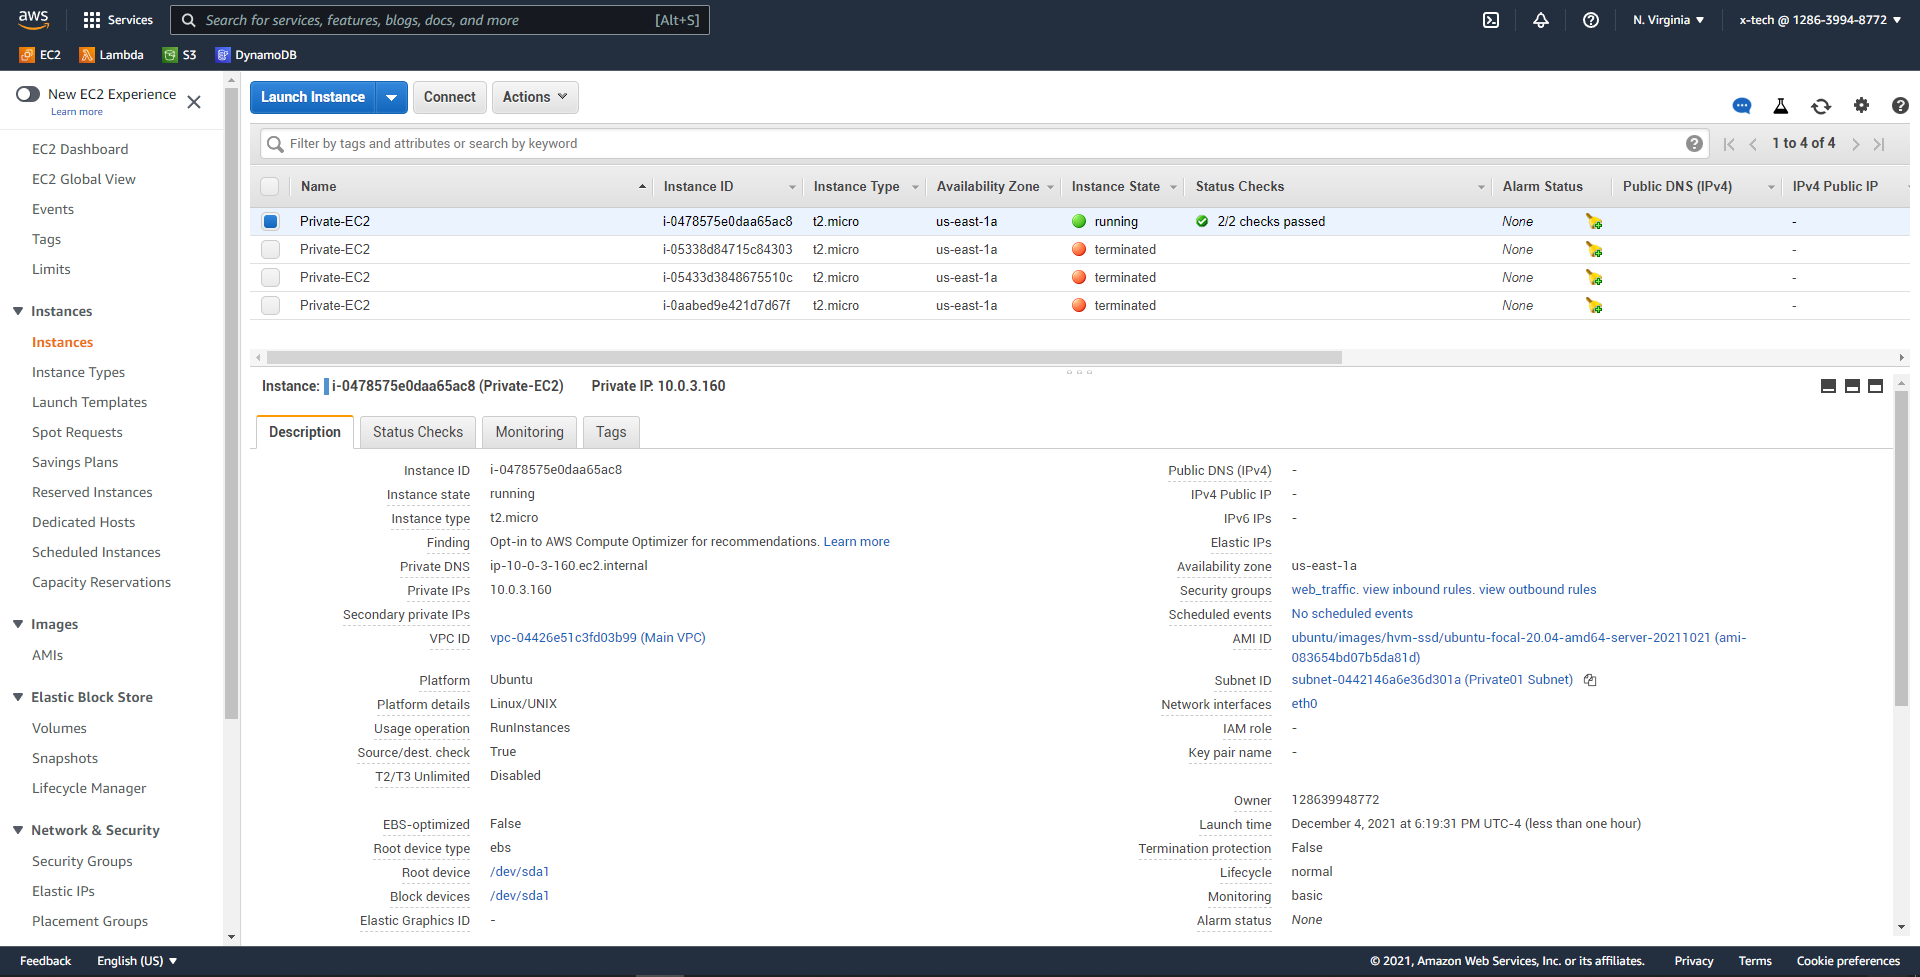 aws
Services
Search for services, features, blogs, docs, and more
[Alt+S]
N. Virginia
x-tech @ 1286-3994-8772
EC2
Lambda
S3
DynamoDB
New EC2 Experience
Learn more
EC2 Dashboard
EC2 Global View
Events
Tags
Limits
Instances
Instances
Instance Types
Launch Templates
Spot Requests
Savings Plans
Reserved Instances
Dedicated Hosts
Scheduled Instances
Capacity Reservations
Images
AMIs
Elastic Block Store
Volumes
Snapshots
Lifecycle Manager
Network & Security
Security Groups
Elastic IPs
Placement Groups
Launch Instance
Connect
Actions
Filter by tags and attributes or search by keyword
1 to 4 of 4
Name Instance ID Instance Type Availability Zone Instance State Status Checks Alarm Status Public DNS (IPv4) IPv4 Public IP
Private-EC2 i-0478575e0daa65ac8 t2.micro us-east-1a running 2/2 checks passed None -
Private-EC2 i-05338d84715c84303 t2.micro us-east-1a terminated None -
Private-EC2 i-05433d3848675510c t2.micro us-east-1a terminated None -
Private-EC2 i-0aabed9e421d7d67f t2.micro us-east-1a terminated None -
Instance: i-0478575e0daa65ac8 (Private-EC2) Private IP: 10.0.3.160
Description
Status Checks
Monitoring
Tags
Instance ID i-0478575e0daa65ac8
Instance state running
Instance type t2.micro
Finding Opt-in to AWS Compute Optimizer for recommendations. Learn more
Private DNS ip-10-0-3-160.ec2.internal
Private IPs 10.0.3.160
Secondary private IPs
VPC ID vpc-04426e51c3fd03b99 (Main VPC)
Platform Ubuntu
Platform details Linux/UNIX
Usage operation RunInstances
Source/dest. check True
T2/T3 Unlimited Disabled
EBS-optimized False
Root device type ebs
Root device /dev/sda1
Block devices /dev/sda1
Elastic Graphics ID -
Public DNS (IPv4) -
IPv4 Public IP -
IPv6 IPs -
Elastic IPs
Availability zone us-east-1a
Security groups web_traffic. view inbound rules. view outbound rules
Scheduled events No scheduled events
AMI ID ubuntu/images/hvm-ssd/ubuntu-focal-20.04-amd64-server-20211021 (ami-
083654bd07b5da81d)
Subnet ID subnet-0442146a6e36d301a (Private01 Subnet)
Network interfaces eth0
IAM role -
Key pair name -
Owner 128639948772
Launch time December 4, 2021 at 6:19:31 PM UTC-4 (less than one hour)
Termination protection False
Lifecycle normal
Monitoring basic
Alarm status None
Feedback
English (US)
© 2021, Amazon Web Services, Inc. or its affiliates.
Privacy
Terms
Cookie preferences